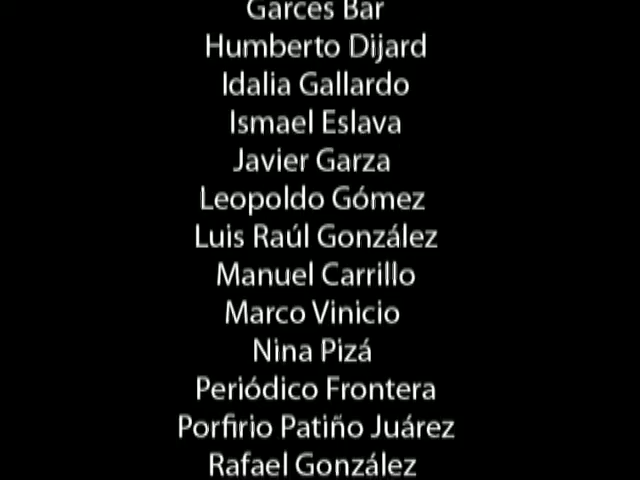 Garcés Bar
Humberto Dijard
Idalia Gallardo
Ismael Eslava
Javier Garza
Leopoldo Gómez
Luis Raúl González
Manuel Carrillo
Marco Vinicio
Nina Pizá
Periódico Frontera
Porfirio Patiño Juárez
Rafael González